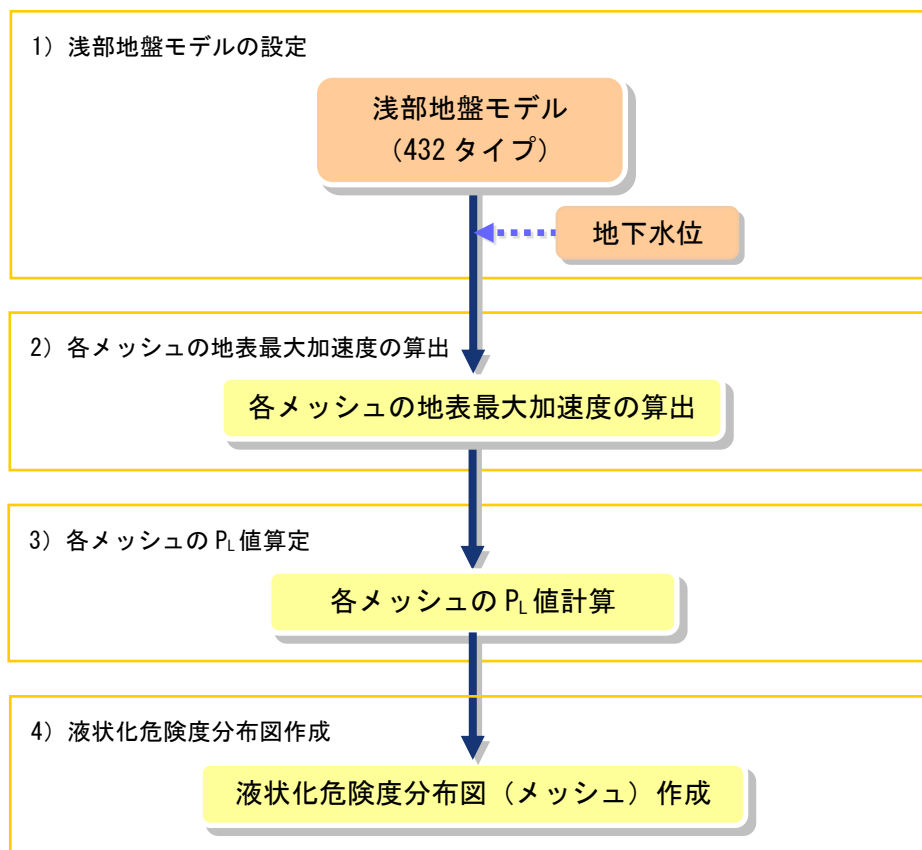 1）浅部地盤モデルの設定
浅部地盤モデル
（432 タイプ）
地下水位
2）各メッシュの地表最大加速度の算出
各メッシュの地表最大加速度の算出
3）各メッシュの PL 値算定
各メッシュの PL 値計算
4）液状化危険度分布図作成
液状化危険度分布図（メッシュ）作成